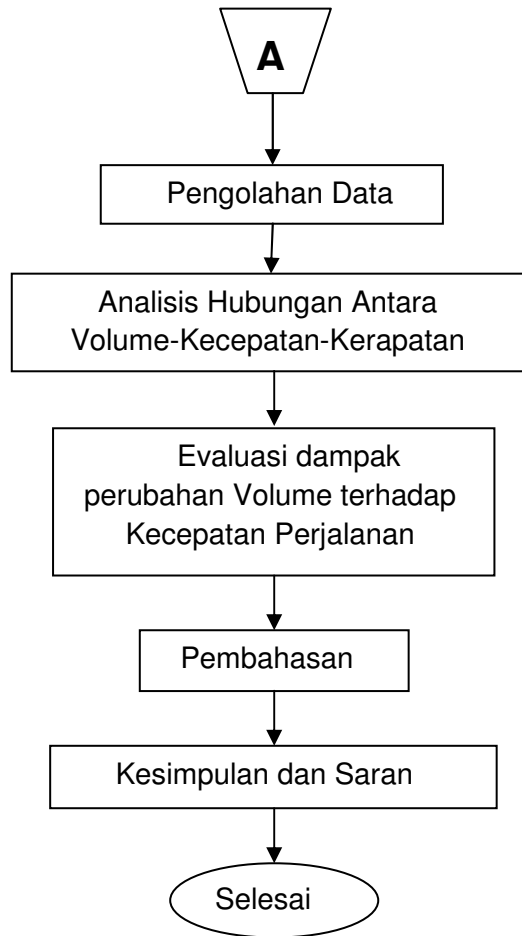 A
Pengolahan Data
Analisis Hubungan Antara
Volume-Kecepatan-Kerapatan
Evaluasi dampak
perubahan Volume terhadap
Kecepatan Perjalanan
Pembahasan
Kesimpulan dan Saran
Selesai